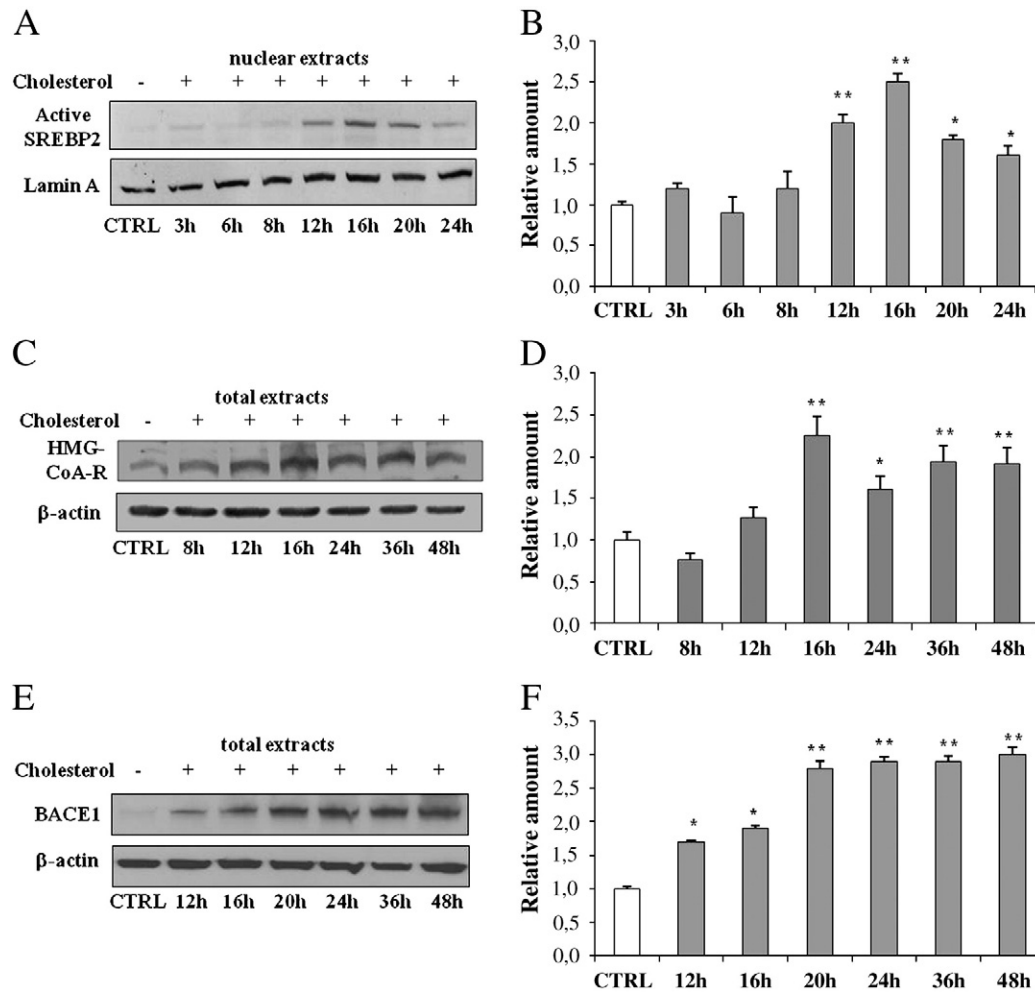 A
nuclear extracts
Cholesterol - + + + + + + +
Active
SREBP2
Lamin A
CTRL 3h 6h 8h 12h 16h 20h 24h
B
Relative amount
3,0
2,5
2,0
1,5
1,0
0,5
0,0
** ** * *
CTRL 3h 6h 8h 12h 16h 20h 24h
C
total extracts
Cholesterol - + + + + + +
HMG-
CoA-R
β-actin
CTRL 8h 12h 16h 24h 36h 48h
D
Relative amount
3,0
2,5
2,0
1,5
1,0
0,5
0,0
** * ** **
CTRL 8h 12h 16h 24h 36h 48h
E
total extracts
Cholesterol - + + + + + +
BACE1
β-actin
CTRL 12h 16h 20h 24h 36h 48h
F
Relative amount
3,5
3,0
2,5
2,0
1,5
1,0
0,5
0,0
* * ** ** ** **
CTRL 12h 16h 20h 24h 36h 48h